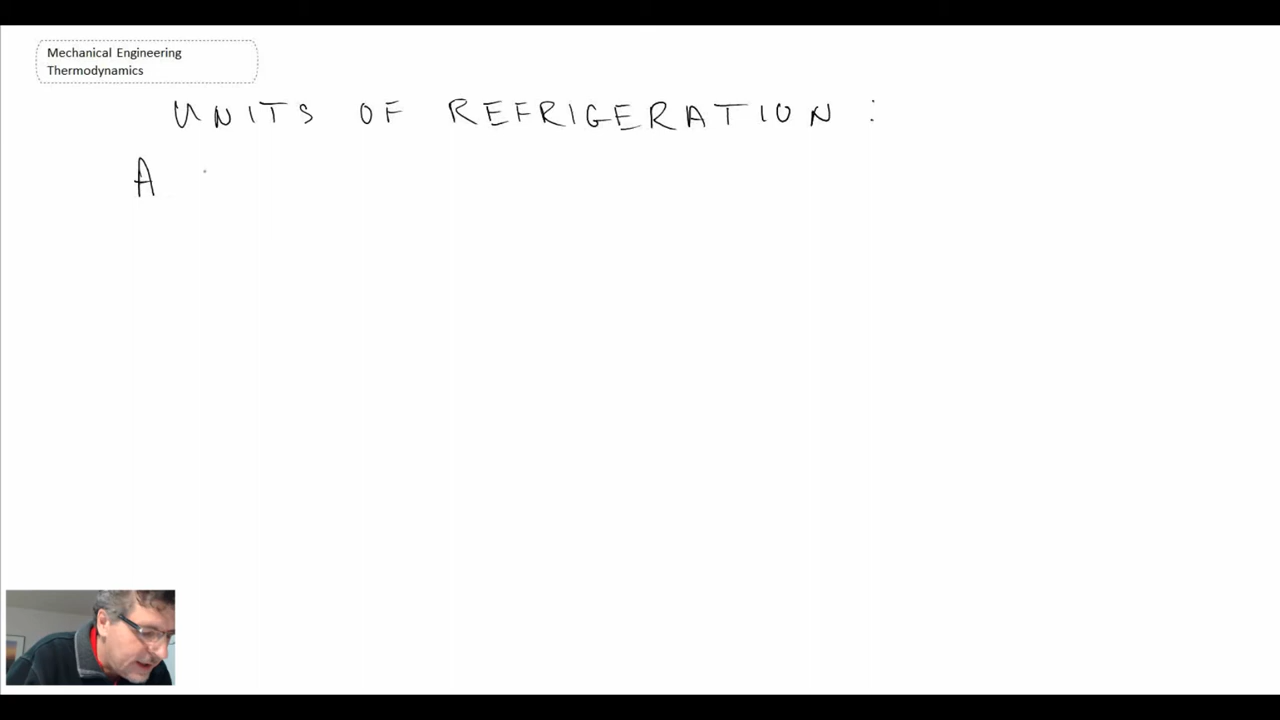 Mechanical Engineering
Thermodynamics
UNITS OF REFRIGERATION :
A